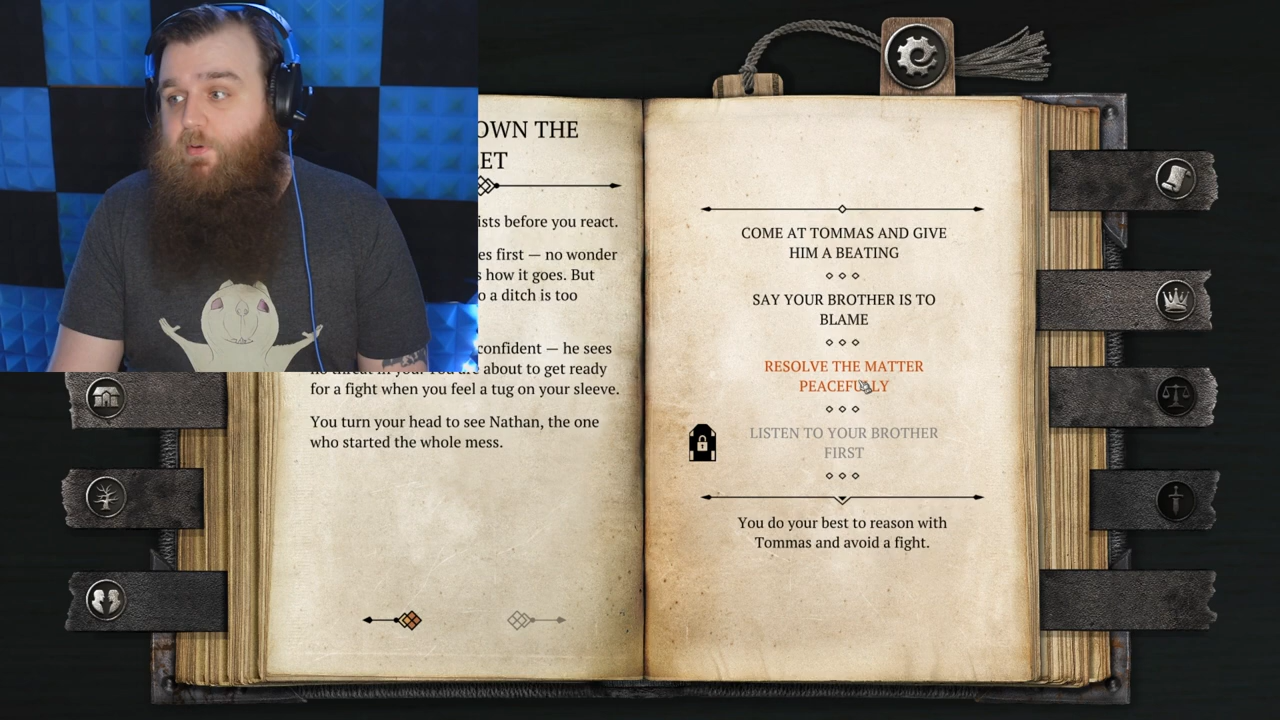 OWN THE
ET
ists before you react.
es first — no wonder
s how it goes. But
o a ditch is too
confident — he sees
about to get ready
for a fight when you feel a tug on your sleeve.
You turn your head to see Nathan, the one
who started the whole mess.
COME AT TOMMAS AND GIVE
HIM A BEATING
SAY YOUR BROTHER IS TO
BLAME
RESOLVE THE MATTER
PEACEFULLY
LISTEN TO YOUR BROTHER
FIRST
You do your best to reason with
Tommas and avoid a fight.